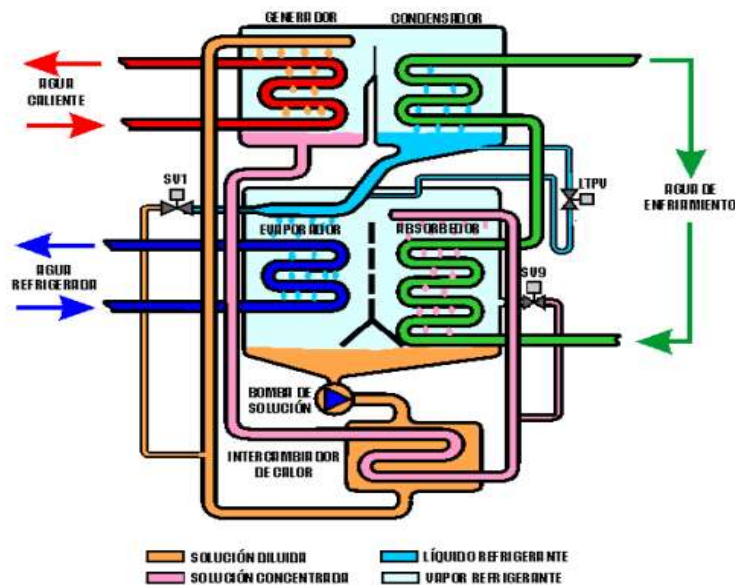 GENERADOR
CONDENSADOR
AGUA
CALIENTE
SV1
LTPV
AGUA DE
ENFRIAMIENTO
EVAPORADOR
ABSORBEDOR
AGUA
REFRIGERADA
SV9
BOMBA DE
SOLUCIÓN
INTERCAMBIADOR
DE CALOR
SOLUCIÓN DILUIDA
LÍQUIDO REFRIGERANTE
SOLUCIÓN CONCENTRADA
VAPOR REFRIGERANTE